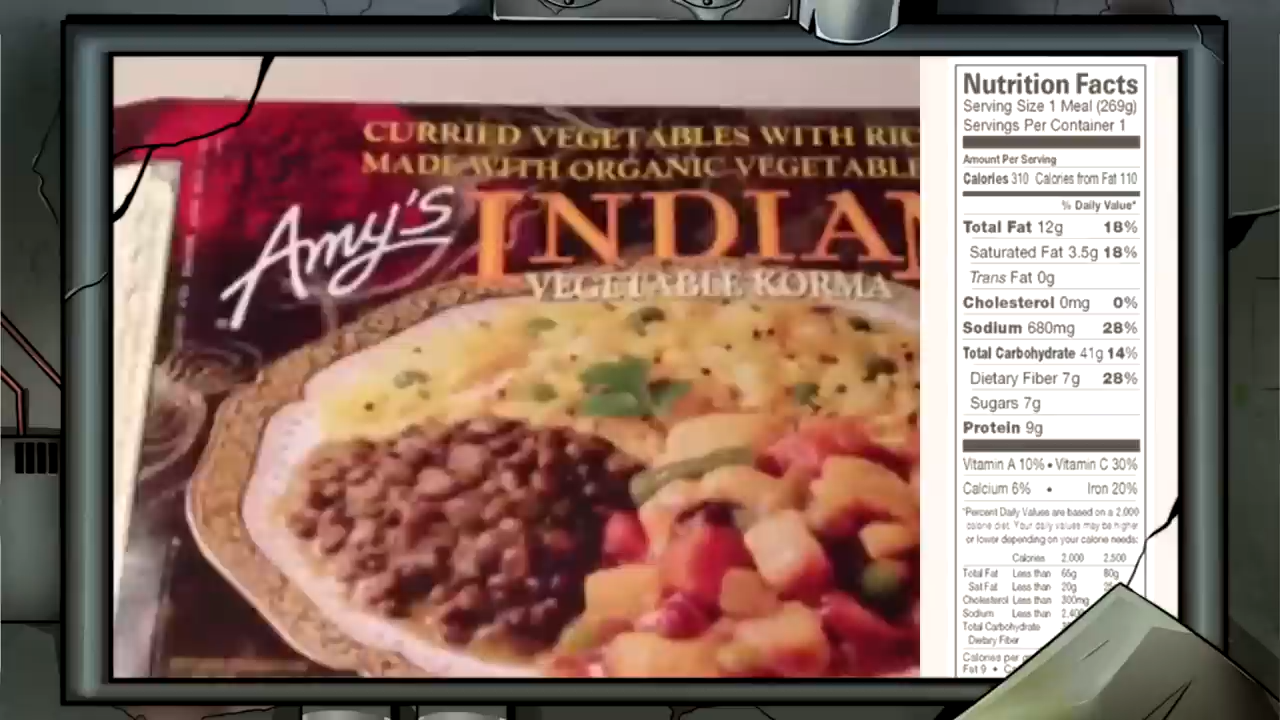 CURRIED VEGETABLES WITH RIC
MADE WITH ORGANIC VEGETABL
Amy's
INDIAN
VEGETABLE KORMA
Nutrition Facts
Serving Size 1 Meal (269g)
Servings Per Container 1
Amount Per Serving
Calories 310 Calories from Fat 110
% Daily Value*
Total Fat 12g 18%
Saturated Fat 3.5g 18%
Trans Fat 0g
Cholesterol 0mg 0%
Sodium 680mg 28%
Total Carbohydrate 41g 14%
Dietary Fiber 7g 28%
Sugars 7g
Protein 9g
Vitamin A 10% • Vitamin C 30%
Calcium 6% • Iron 20%
*Percent Daily Values are based on a 2,000
calorie diet. Your daily values may be higher
or lower depending on your calorie needs:
Calories 2,000 2,500
Total Fat Less than 65g 80g
Sat Fat Less than 20g
Cholesterol Less than 300mg
Sodium Less than
Total Carbohydrate
Dietary Fiber
Calories per
Fat 9 •